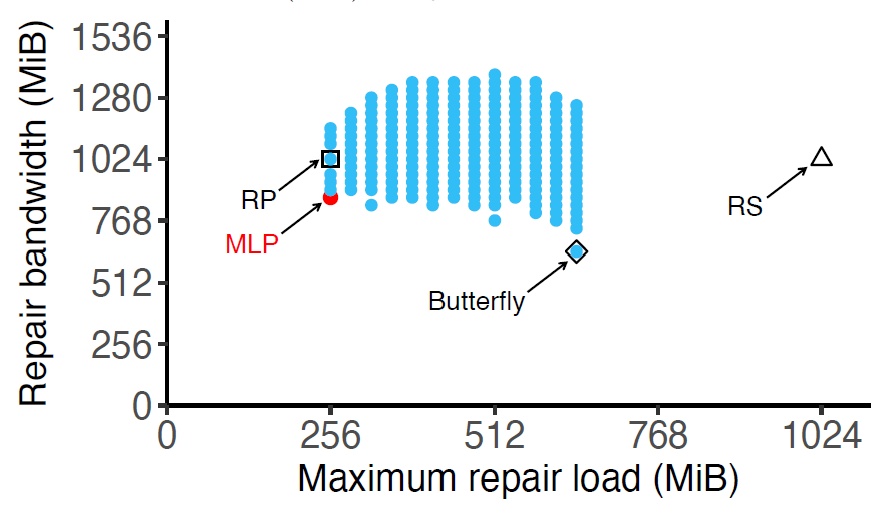 Repair bandwidth (MiB)
1536
1280
1024
768
512
256
0
RP
MLP
RS
Butterfly
0
256
512
768
1024
Maximum repair load (MiB)